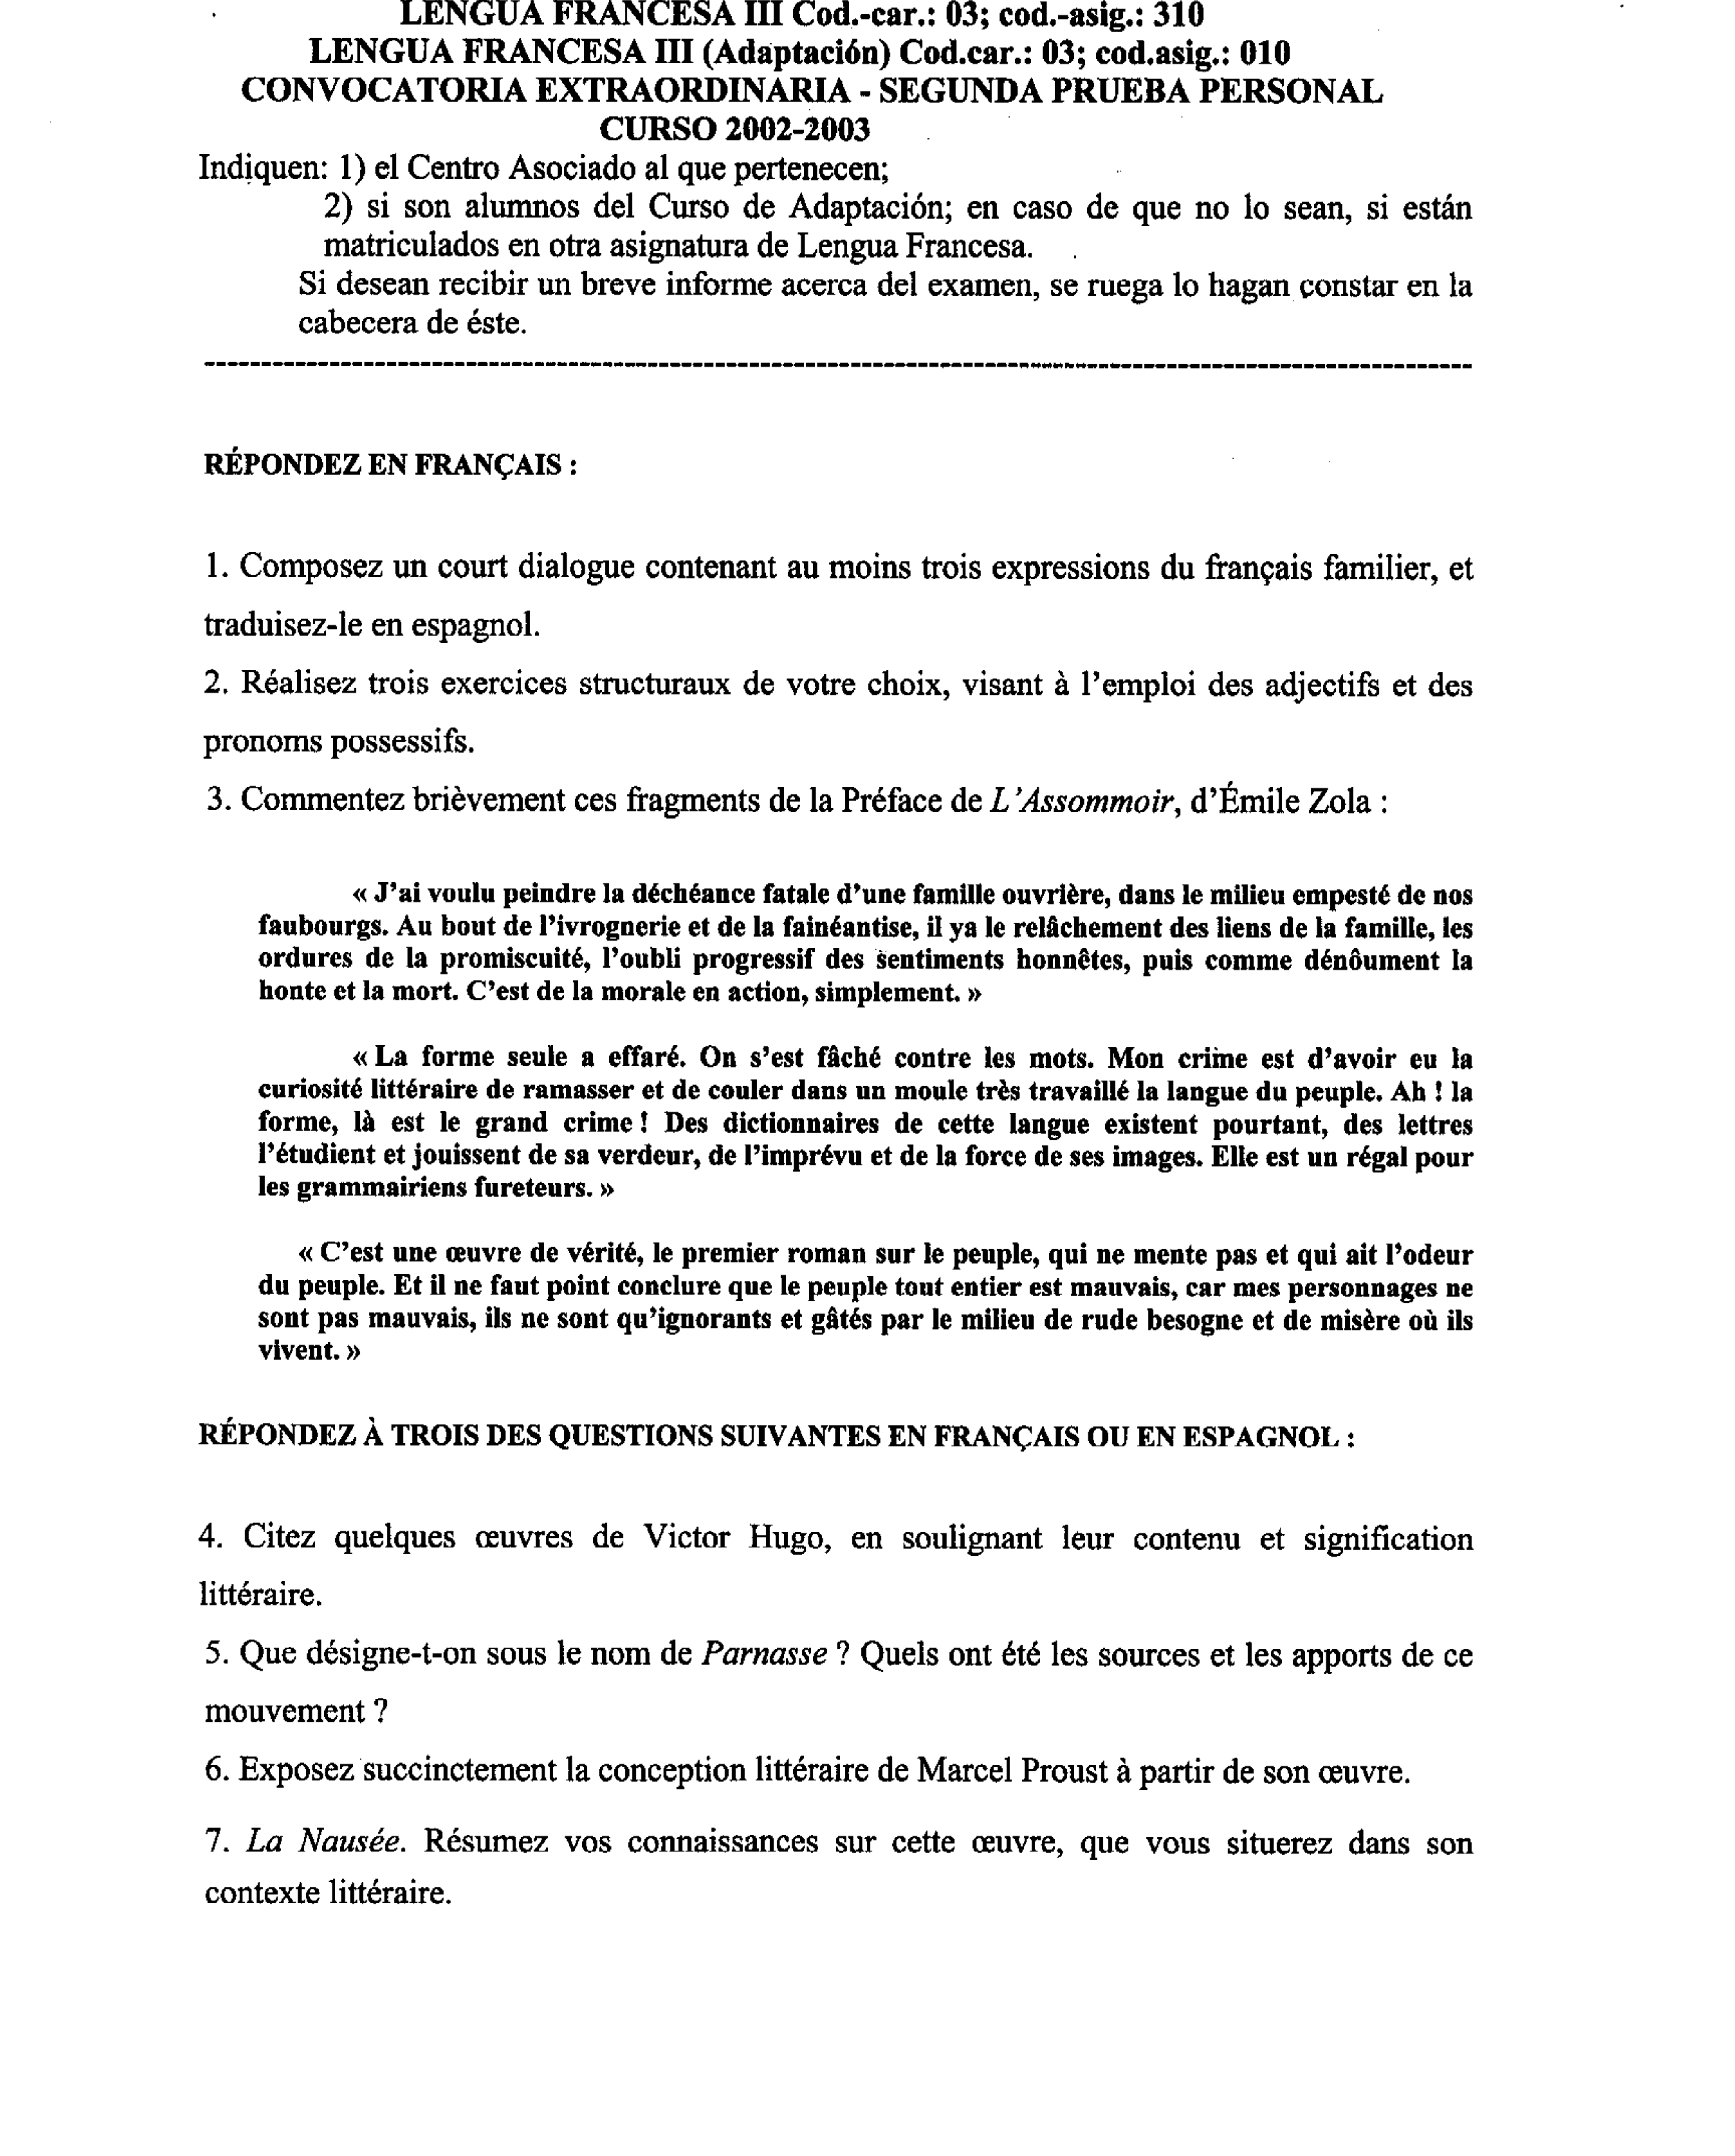 LENGUA FRANCESA III Cod.-car.: 03; cod.-asig.: 310
LENGUA FRANCESA III (Adaptación) Cod.car.: 03; cod.asig.: 010
CONVOCATORIA EXTRAORDINARIA - SEGUNDA PRUEBA PERSONAL
CURSO 2002-2003
Indiquen: 1) el Centro Asociado al que pertenecen;
2) si son alumnos del Curso de Adaptación; en caso de que no lo sean, si están
matriculados en otra asignatura de Lengua Francesa.
Si desean recibir un breve informe acerca del examen, se ruega lo hagan constar en la
cabecera de éste.
RÉPONDEZ EN FRANÇAIS :
1. Composez un court dialogue contenant au moins trois expressions du français familier, et
traduisez-le en espagnol.
2. Réalisez trois exercices structuraux de votre choix, visant à l'emploi des adjectifs et des
pronoms possessifs.
3. Commentez brièvement ces fragments de la Préface de L'Assommoir, d'Émile Zola :
« J'ai voulu peindre la déchéance fatale d'une famille ouvrière, dans le milieu empesté de nos
faubourgs. Au bout de l'ivrognerie et de la fainéantise, il ya le relâchement des liens de la famille, les
ordures de la promiscuité, l'oubli progressif des sentiments honnêtes, puis comme dénôument la
honte et la mort. C'est de la morale en action, simplement. »
« La forme seule a effaré. On s'est fâché contre les mots. Mon crime est d'avoir eu la
curiosité littéraire de ramasser et de couler dans un moule très travaillé la langue du peuple. Ah ! la
forme, là est le grand crime ! Des dictionnaires de cette langue existent pourtant, des lettres
l'étudient et jouissent de sa verdeur, de l'imprévu et de la force de ses images. Elle est un régal pour
les grammairiens fureteurs. »
« C'est une œuvre de vérité, le premier roman sur le peuple, qui ne mente pas et qui ait l'odeur
du peuple. Et il ne faut point conclure que le peuple tout entier est mauvais, car mes personnages ne
sont pas mauvais, ils ne sont qu'ignorants et gâtés par le milieu de rude besogne et de misère où ils
vivent. »
RÉPONDEZ À TROIS DES QUESTIONS SUIVANTES EN FRANÇAIS OU EN ESPAGNOL :
4. Citez quelques œuvres de Victor Hugo, en soulignant leur contenu et signification
littéraire.
5. Que désigne-t-on sous le nom de Parnasse ? Quels ont été les sources et les apports de ce
mouvement ?
6. Exposez succinctement la conception littéraire de Marcel Proust à partir de son œuvre.
7. La Nausée. Résumez vos connaissances sur cette œuvre, que vous situerez dans son
contexte littéraire.